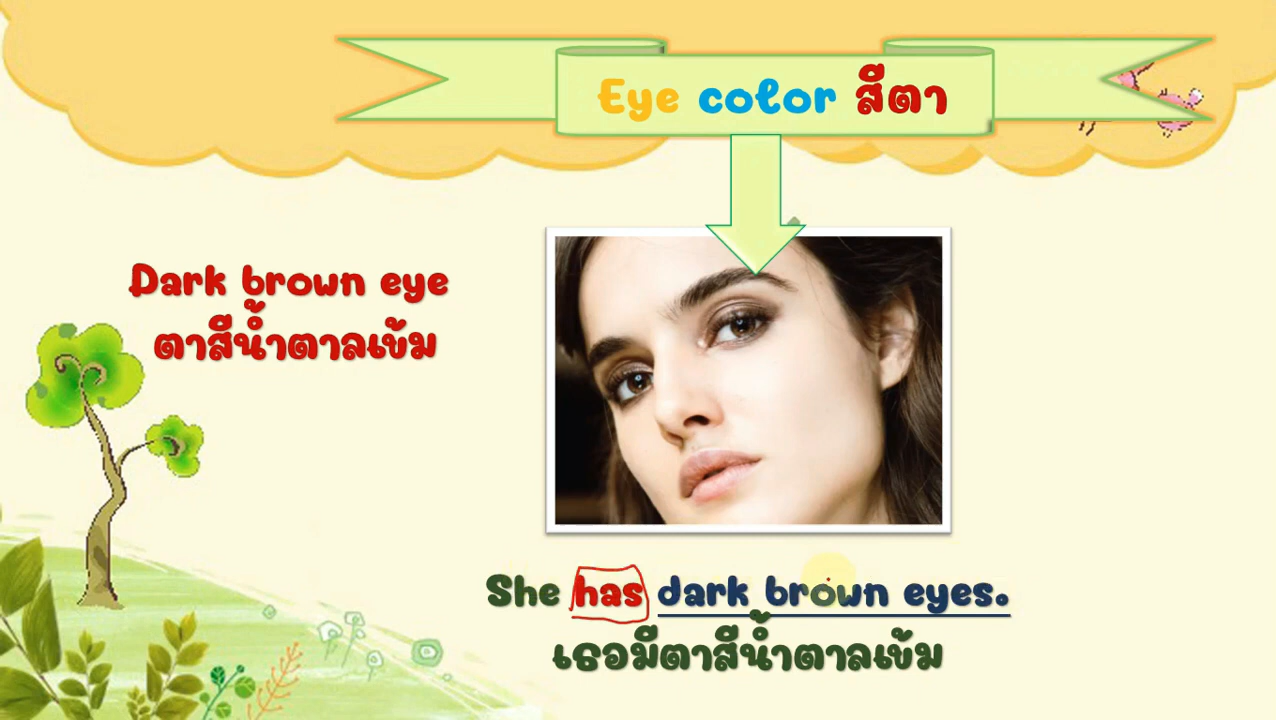 Eye color สีตา
Dark brown eye
ตาสีน้ำตาลเข้ม
She has dark brown eyes.
เธอมีตาสีน้ำตาลเข้ม